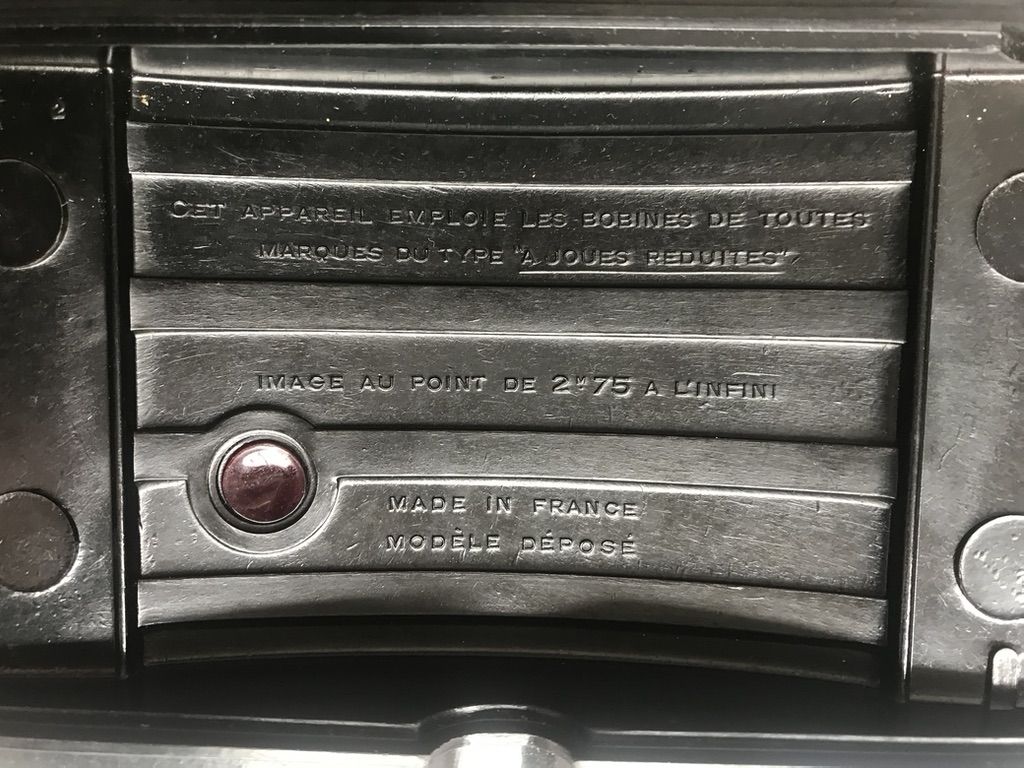 2
CET APPAREIL EMPLOIE LES BOBINES DE TOUTES
MARQUES DU TYPE "A JOUES REDUITES"
IMAGE AU POINT DE 2M75 A L'INFINI
MADE IN FRANCE
MODÈLE DÉPOSÉ